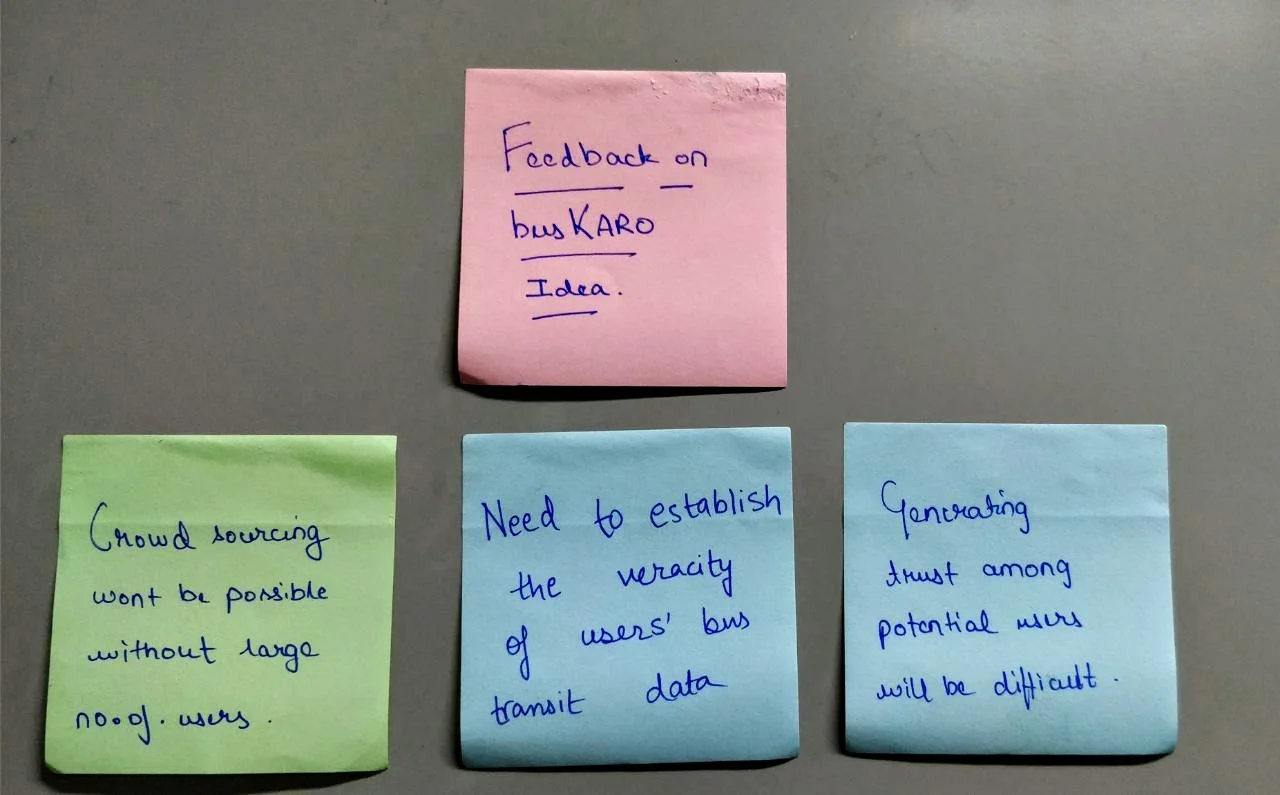 Feedback on
busKARO
Idea.
Crowd sourcing
wont be possible
without large
no.of. users.
Need to establish
the veracity
of users' bus
transit data
Generating
trust among
potential users
will be difficult.